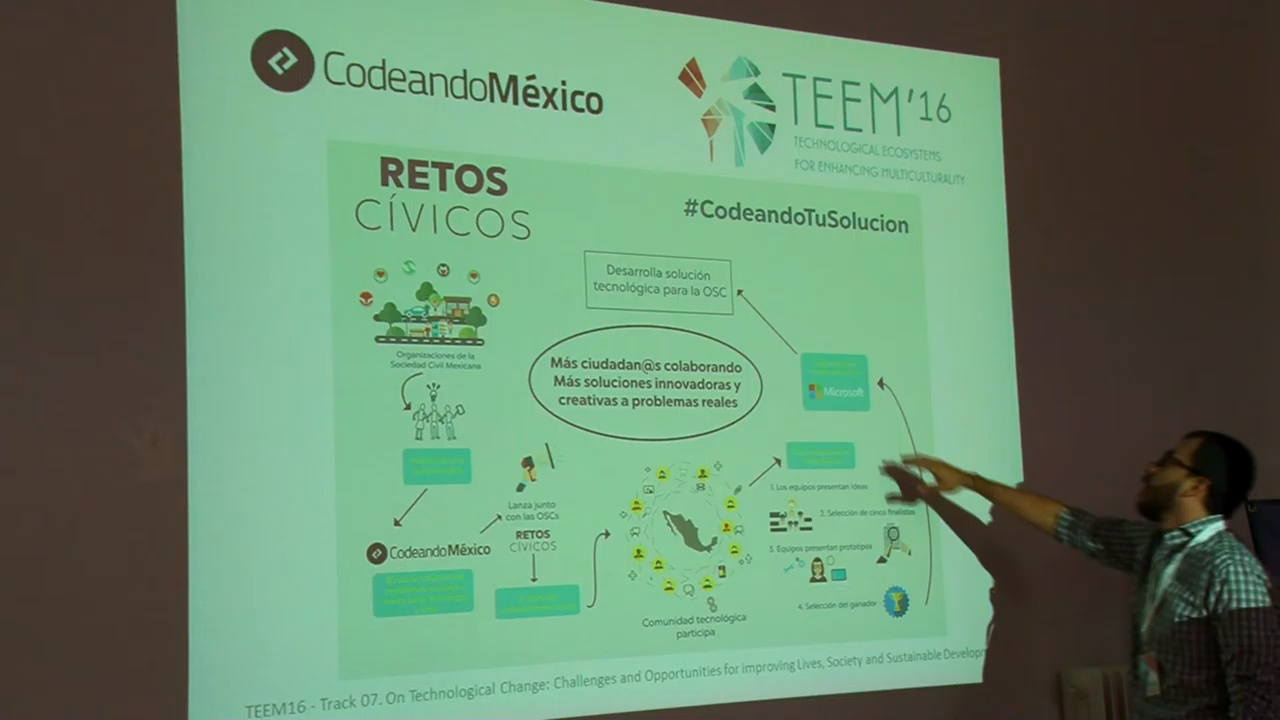 CodeandoMéxico
TEEM'16
TECHNOLOGICAL ECOSYSTEMS
FOR ENHANCING MULTICULTURALITY
RETOS
CÍVICOS
#CodeandoTuSolucion
Desarrolla solución
tecnológica para la OSC
Organizaciones de la
Sociedad Civil Mexicana
Más ciudadan@s colaborando
Más soluciones innovadoras y
creativas a problemas reales
Microsoft
Lanza junto
con las OSCs
RETOS
CÍVICOS
CodeandoMéxico
1. Los equipos presentan ideas
2. Selección de cinco finalistas
3. Equipos presentan prototipos
4. Selección del ganador
Comunidad tecnológica
participa
TEEM16 - Track 07. On Technological Change: Challenges and Opportunities for improving Lives, Society and Sustainable Develop